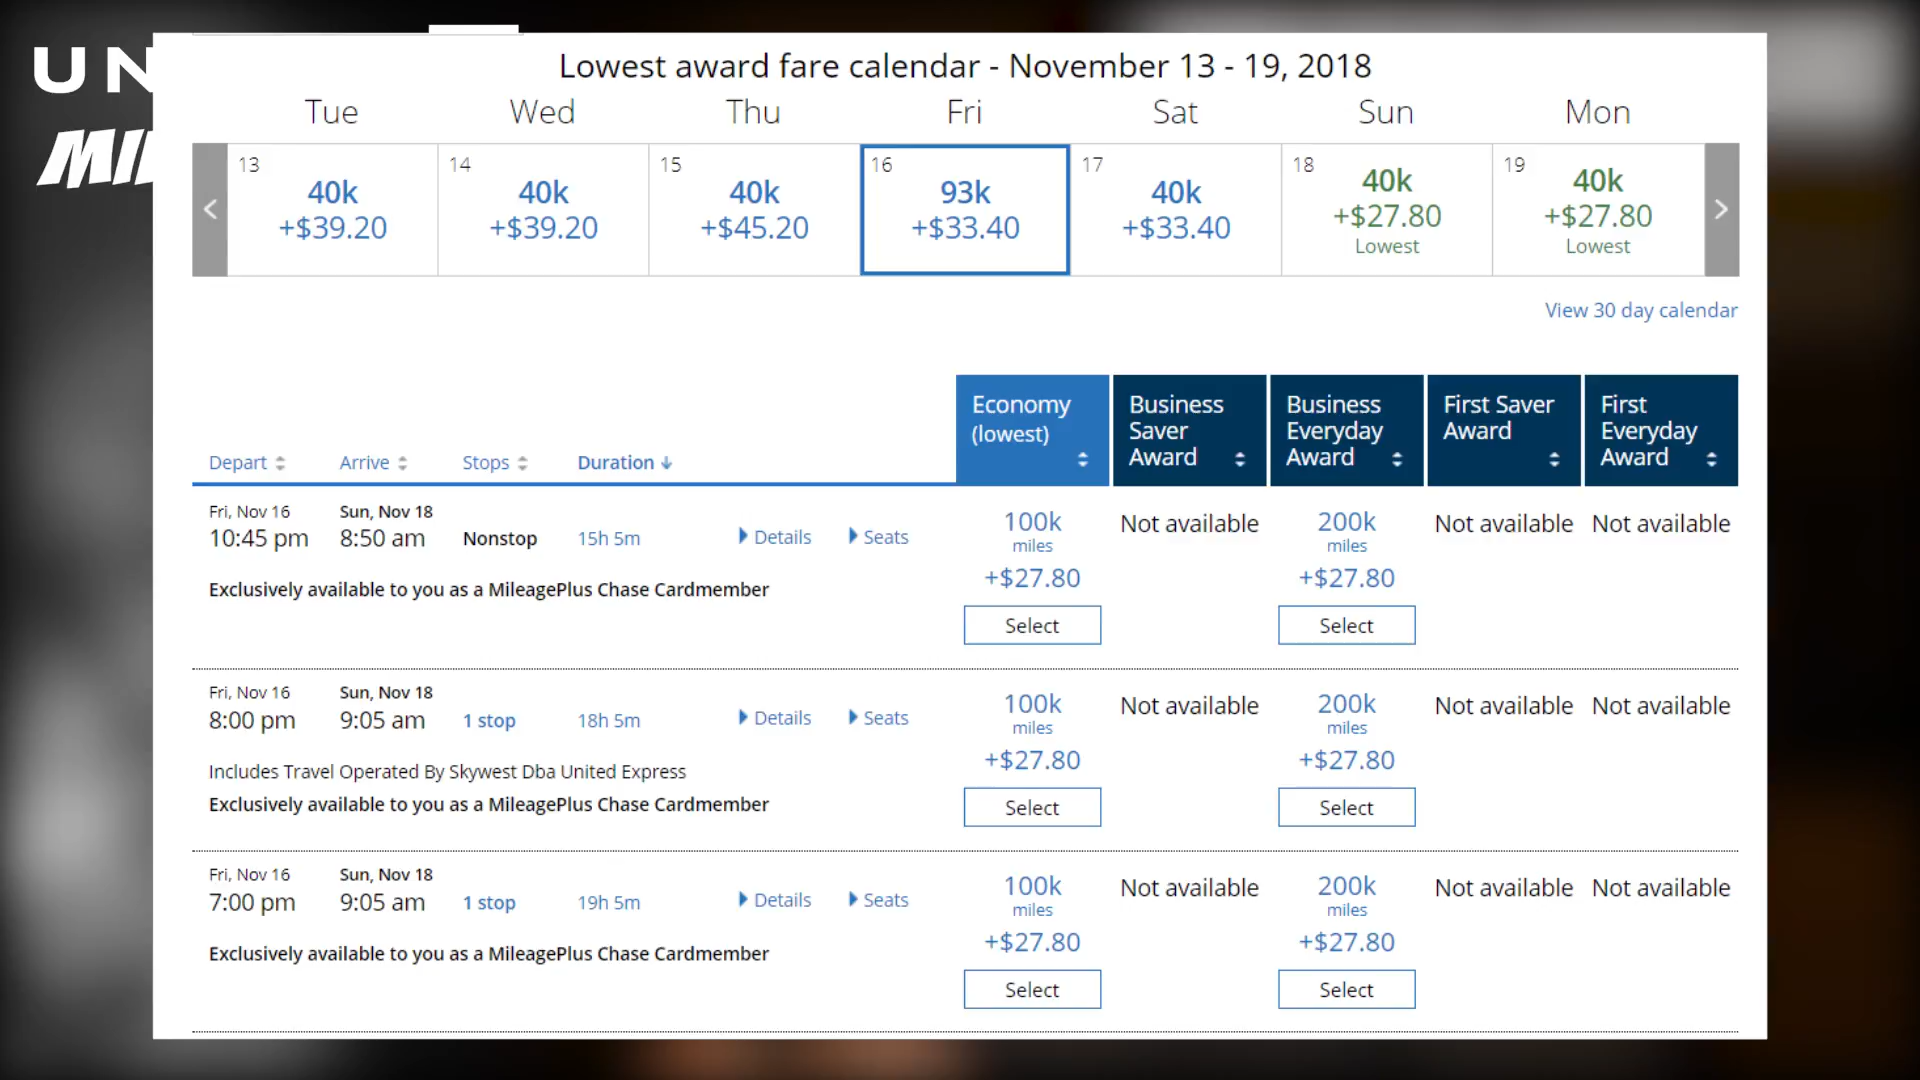 UN
MI
Lowest award fare calendar - November 13 - 19, 2018
Tue Wed Thu Fri Sat Sun Mon
13 14 15 16 17 18 19
40k 40k 40k 93k 40k 40k 40k
+$39.20 +$39.20 +$45.20 +$33.40 +$33.40 +$27.80 +$27.80
Lowest Lowest
View 30 day calendar
Depart Arrive Stops Duration
Economy (lowest)
Business Saver Award
Business Everyday Award
First Saver Award
First Everyday Award
Fri, Nov 16 Sun, Nov 18
10:45 pm 8:50 am Nonstop 15h 5m Details Seats
100k miles +$27.80 Select
Not available
200k miles +$27.80 Select
Not available
Not available
Exclusively available to you as a MileagePlus Chase Cardmember
Fri, Nov 16 Sun, Nov 18
8:00 pm 9:05 am 1 stop 18h 5m Details Seats
100k miles +$27.80 Select
Not available
200k miles +$27.80 Select
Not available
Not available
Includes Travel Operated By Skywest Dba United Express
Exclusively available to you as a MileagePlus Chase Cardmember
Fri, Nov 16 Sun, Nov 18
7:00 pm 9:05 am 1 stop 19h 5m Details Seats
100k miles +$27.80 Select
Not available
200k miles +$27.80 Select
Not available
Not available
Exclusively available to you as a MileagePlus Chase Cardmember